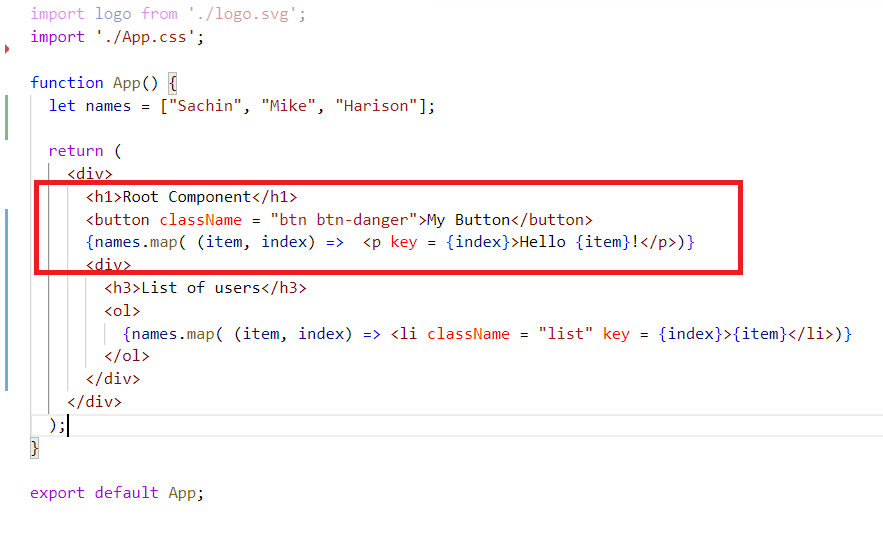 import logo from './logo.svg';
import './App.css';
function App() {
let names = ["Sachin", "Mike", "Harison"];
return (
<div>
<h1>Root Component</h1>
<button className = "btn btn-danger">My Button</button>
{names.map( (item, index) =>  <p key = {index}>Hello {item}!</p>)}
<div>
<h3>List of users</h3>
<ol>
{names.map( (item, index) => <li className = "list" key = {index}>{item}</li>)}
</ol>
</div>
</div>
);
}
export default App;